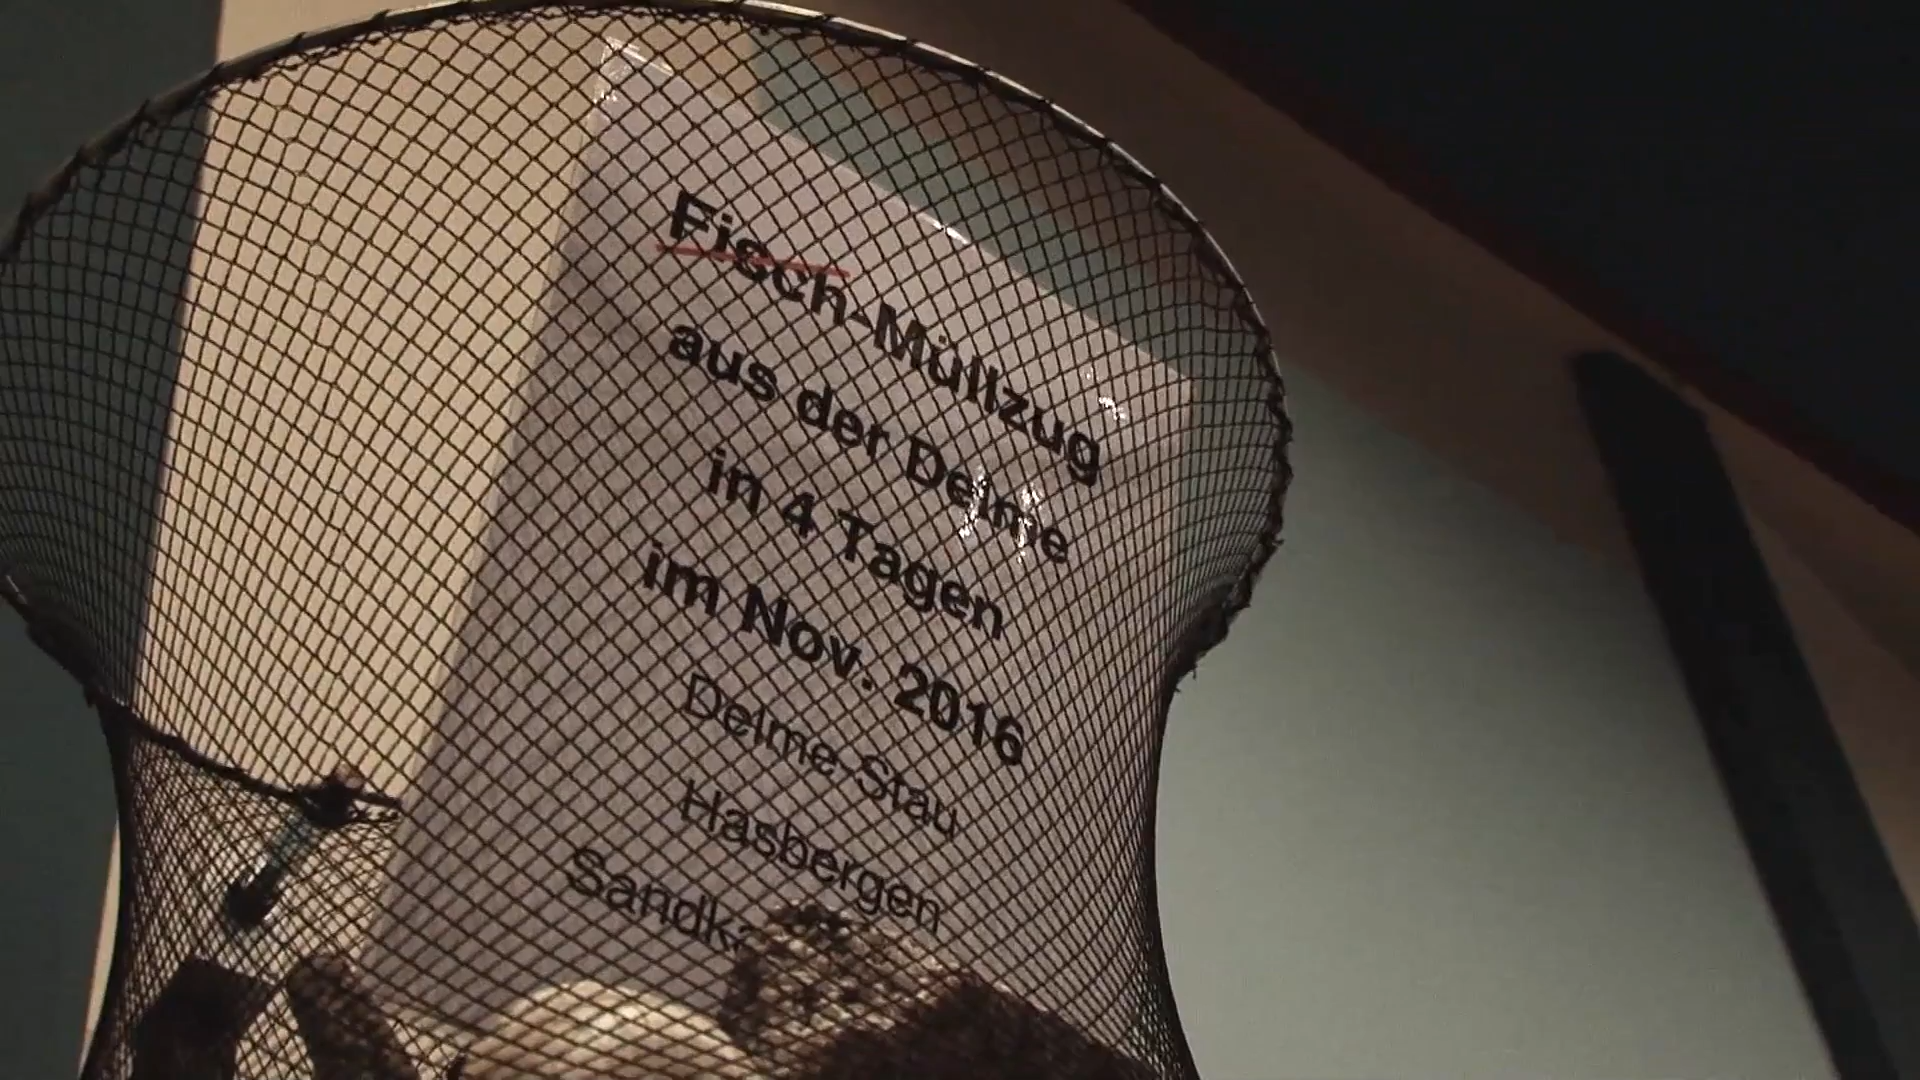 Fisch-Müllzug
aus der Delme
in 4 Tagen
im Nov. 2016
Delme-Stau
Hasbergen